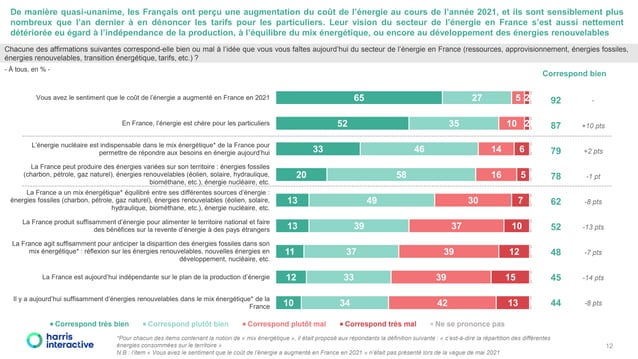 De manière quasi-unanime, les Français ont perçu une augmentation du coût de l'énergie au cours de l'année 2021, et ils sont sensiblement plus
nombreux que l'an dernier à en dénoncer les tarifs pour les particuliers. Leur vision du secteur de l'énergie en France s'est aussi nettement
détériorée eu égard à l'indépendance de la production, à l'équilibre du mix énergétique, ou encore au développement des énergies renouvelables
Chacune des affirmations suivantes correspond-elle bien ou mal à l'idée que vous vous faites aujourd'hui du secteur de l'énergie en France (ressources, approvisionnement, énergies fossiles,
énergies renouvelables, transition énergétique, tarifs, etc.) ?
- À tous, en % -
Correspond bien
Vous avez le sentiment que le coût de l'énergie a augmenté en France en 2021
65 27 5 2 92 -
En France, l'énergie est chère pour les particuliers
52 35 10 2 87 +10 pts
L'énergie nucléaire est indispensable dans le mix énergétique* de la France pour
permettre de répondre aux besoins en énergie aujourd'hui
33 46 14 6 79 +2 pts
La France peut produire des énergies variées sur son territoire : énergies fossiles
(charbon, pétrole, gaz naturel), énergies renouvelables (éolien, solaire, hydraulique,
biométhane, etc.), énergie nucléaire, etc.
20 58 16 5 78 -1 pt
La France a un mix énergétique* équilibré entre ses différentes sources d'énergie :
énergies fossiles (charbon, pétrole, gaz naturel), énergies renouvelables (éolien, solaire,
hydraulique, biométhane, etc.), énergie nucléaire, etc.
13 49 30 7 62 -8 pts
La France produit suffisamment d'énergie pour alimenter le territoire national et faire
des bénéfices sur la revente d'énergie à des pays étrangers
13 39 37 10 52 -13 pts
La France agit suffisamment pour anticiper la disparition des énergies fossiles dans son
mix énergétique* : réflexion sur les énergies renouvelables, nouvelles énergies en
développement, nucléaire, etc.
11 37 39 12 48 -7 pts
La France est aujourd'hui indépendante sur le plan de la production d'énergie
12 33 39 15 45 -14 pts
Il y a aujourd'hui suffisamment d'énergies renouvelables dans le mix énergétique* de la
France
10 34 42 13 44 -8 pts
Correspond très bien Correspond plutôt bien Correspond plutôt mal Correspond très mal Ne se prononce pas
harris
interactive
*Pour chacun des items contenant la notion de « mix énergétique », il était proposé aux répondants la définition suivante : « c'est-à-dire la répartition des différentes
énergies consommées sur le territoire »
N.B : l'item « Vous avez le sentiment que le coût de l'énergie a augmenté en France en 2021 » n'était pas présenté lors de la vague de mai 2021
12